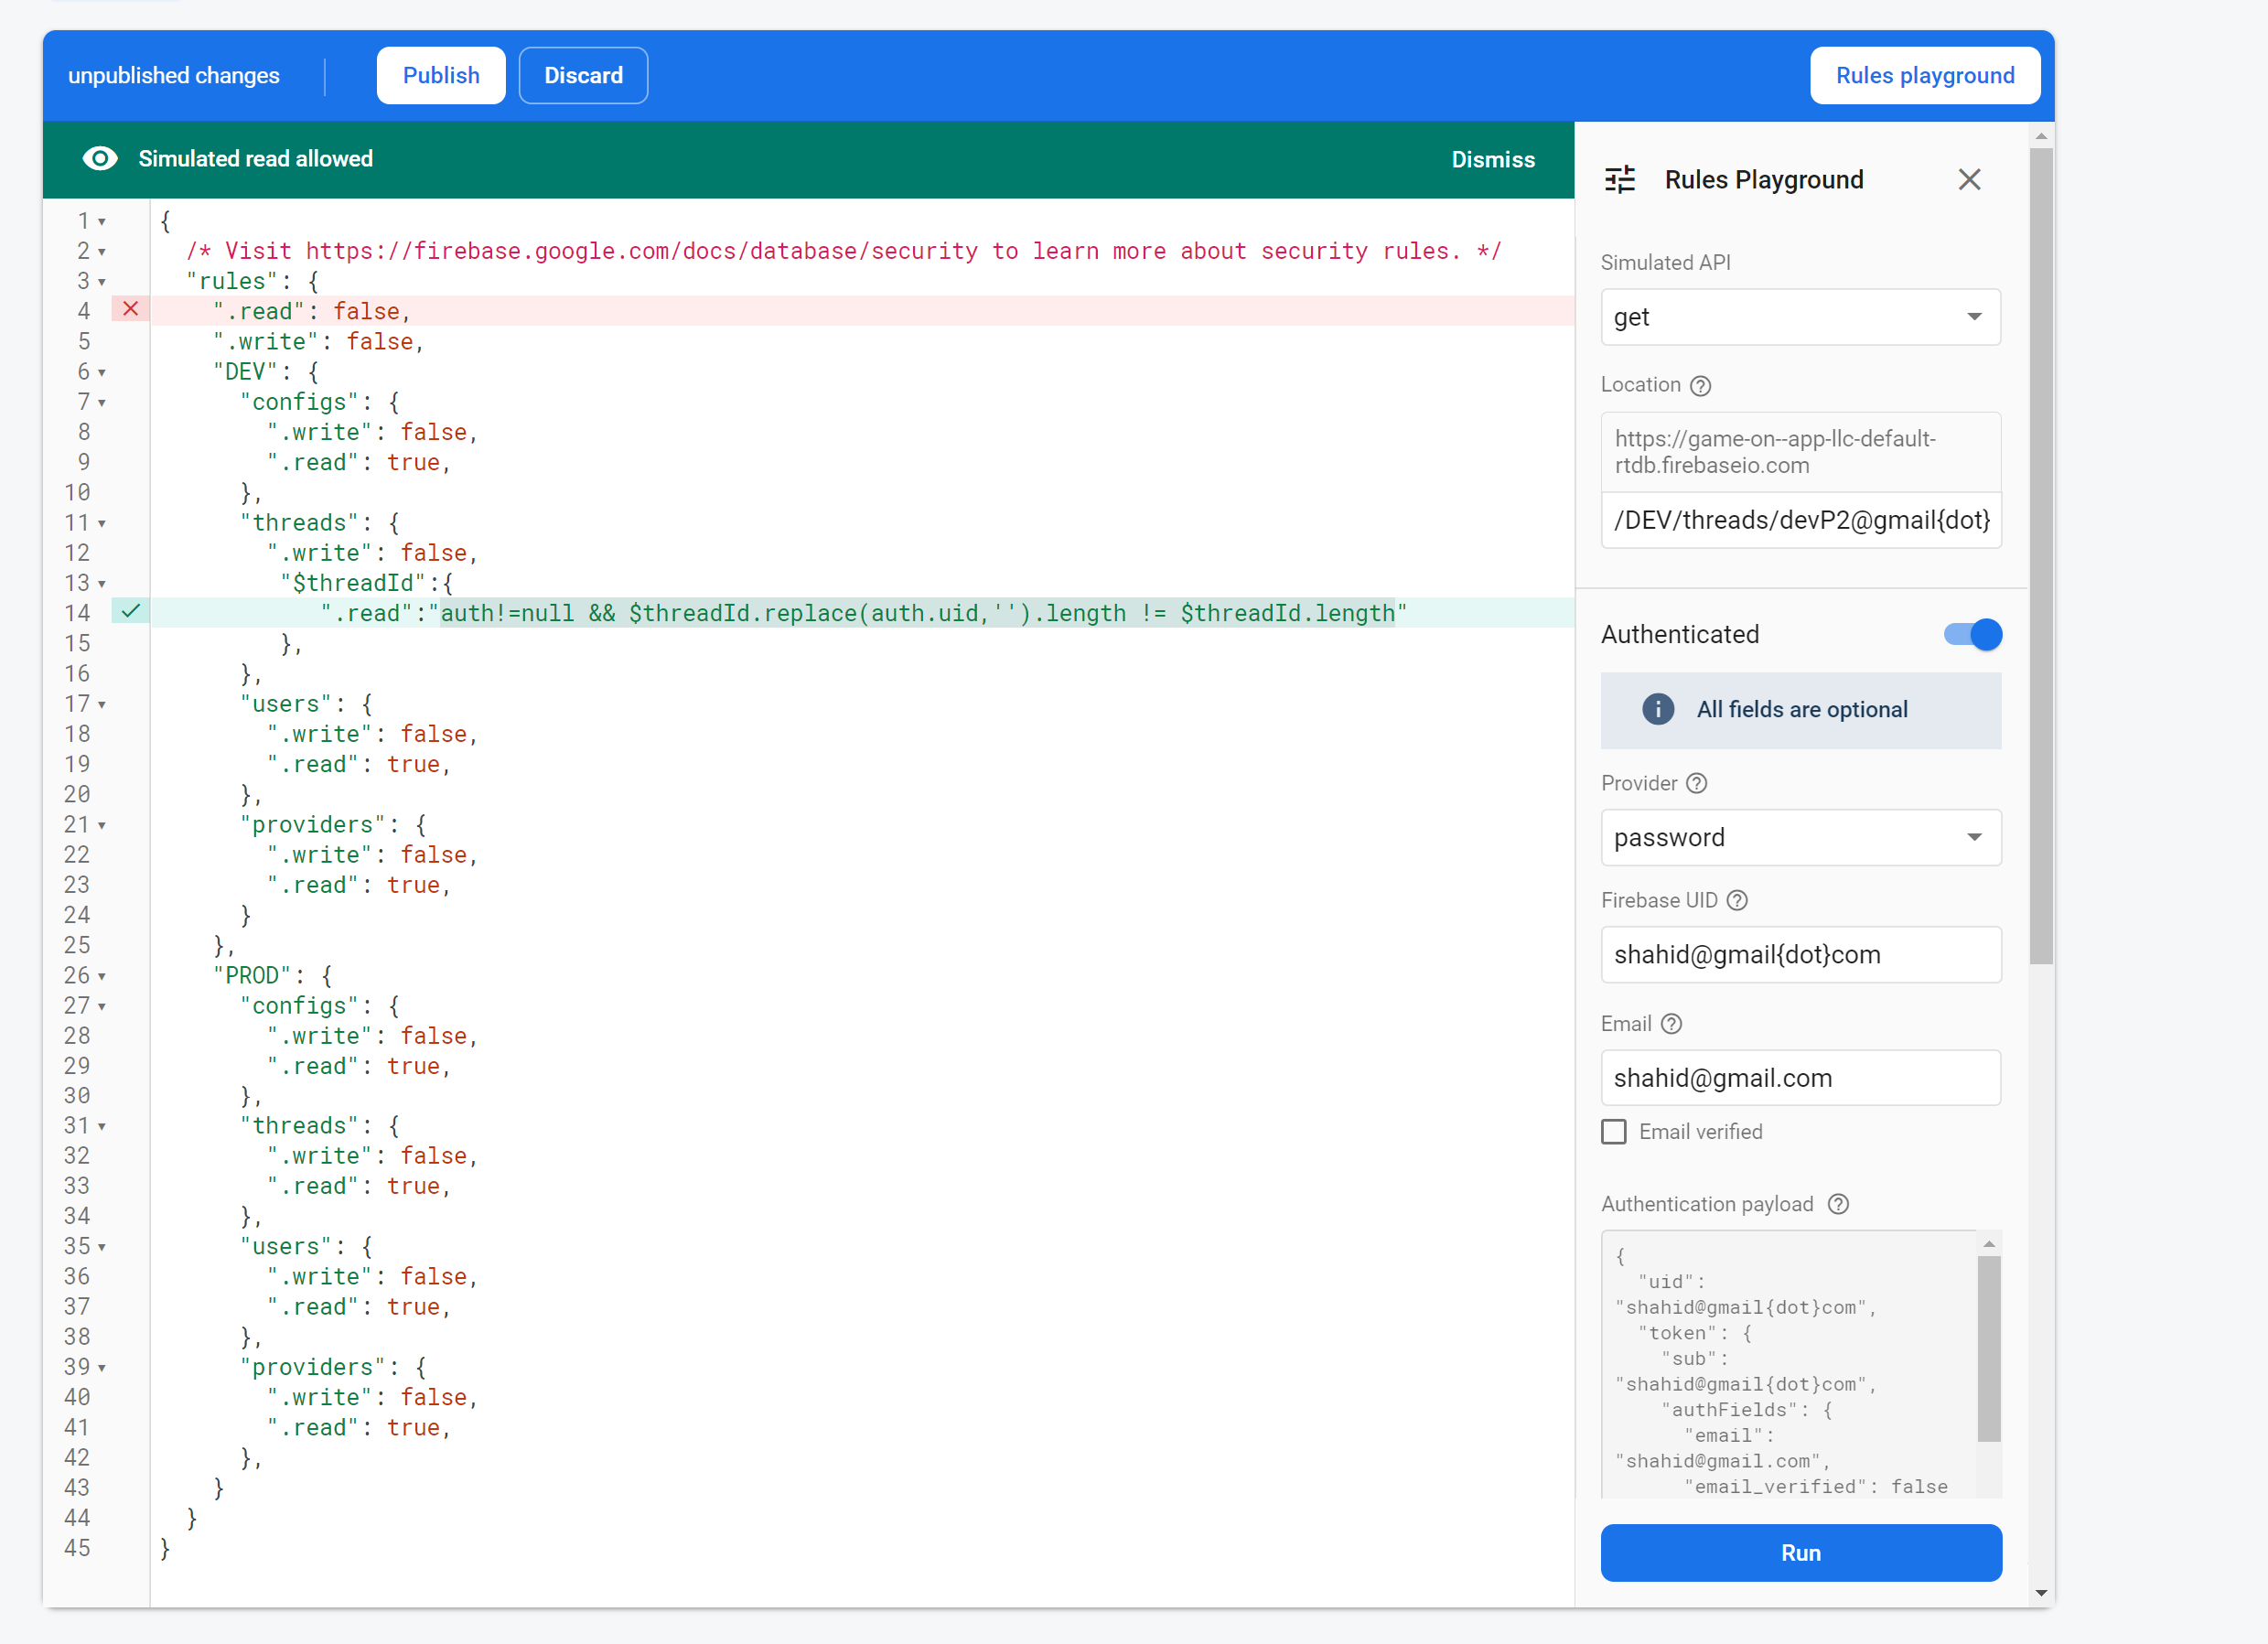 unpublished changes
Publish
Discard
Rules playground
Simulated read allowed
Dismiss
1 {
2 /* Visit https://firebase.google.com/docs/database/security to learn more about security rules. */
3 "rules": {
4 ".read": false,
5 ".write": false,
6 "DEV": {
7 "configs": {
8 ".write": false,
9 ".read": true,
10 },
11 "threads": {
12 ".write": false,
13 "$threadId":{
14 ".read":"auth!=null && $threadId.replace(auth.uid,'').length != $threadId.length"
15 },
16 },
17 "users": {
18 ".write": false,
19 ".read": true,
20 },
21 "providers": {
22 ".write": false,
23 ".read": true,
24 }
25 },
26 "PROD": {
27 "configs": {
28 ".write": false,
29 ".read": true,
30 },
31 "threads": {
32 ".write": false,
33 ".read": true,
34 },
35 "users": {
36 ".write": false,
37 ".read": true,
38 },
39 "providers": {
40 ".write": false,
41 ".read": true,
42 },
43 }
44 }
45 }
Rules Playground
Simulated API
get
Location
https://game-on--app-llc-default-
rtdb.firebaseio.com
/DEV/threads/devP2@gmail{dot}
Authenticated
All fields are optional
Provider
password
Firebase UID
shahid@gmail{dot}com
Email
shahid@gmail.com
Email verified
Authentication payload
{
"uid":
"shahid@gmail{dot}com",
"token": {
"sub":
"shahid@gmail{dot}com",
"authFields": {
"email":
"shahid@gmail.com",
"email_verified": false
Run